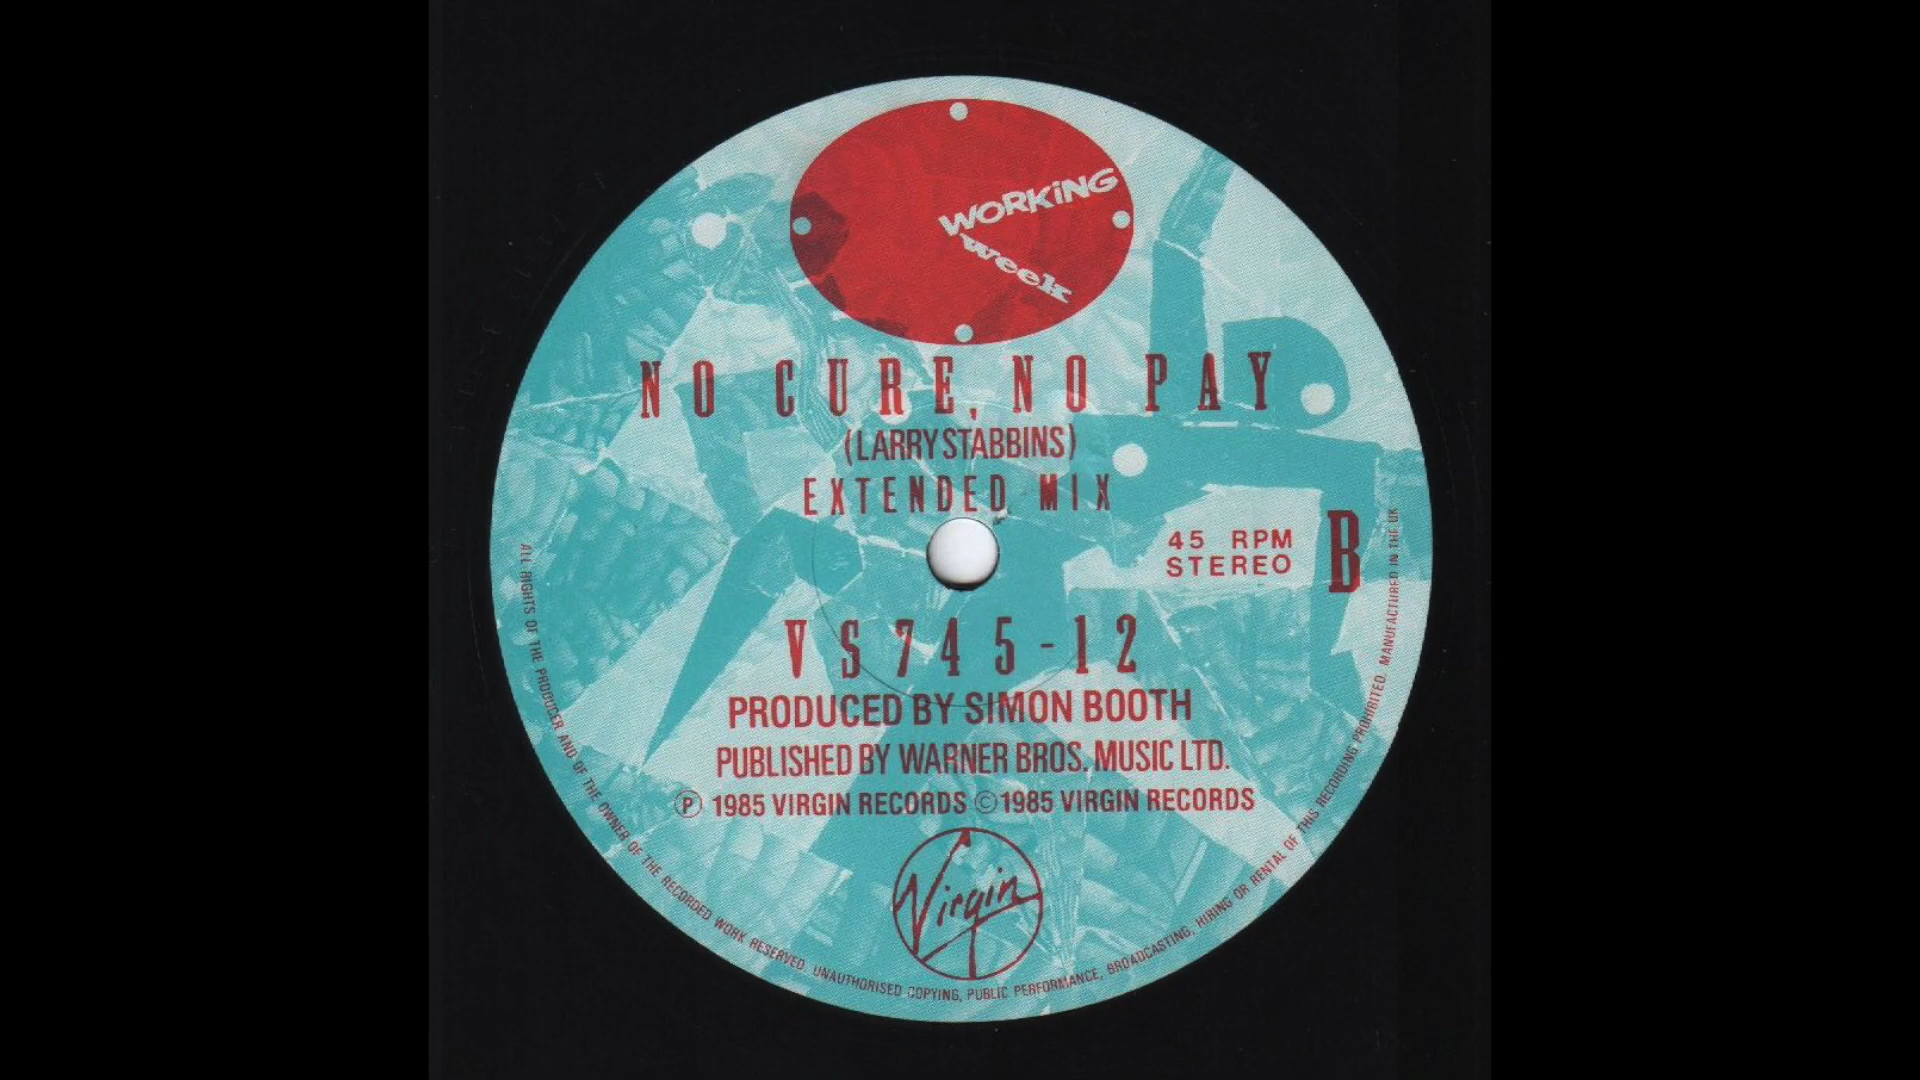 WORKiNG
week
NO CURE, NO PAY
(LARRY STABBINS)
EXTENDED MIX
45 RPM
STEREO
B
VS745-12
PRODUCED BY SIMON BOOTH
PUBLISHED BY WARNER BROS. MUSIC LTD.
Ⓟ 1985 VIRGIN RECORDS © 1985 VIRGIN RECORDS
Virgin
ALL RIGHTS OF THE PRODUCER AND OF THE OWNER OF THE RECORDED WORK RESERVED. UNAUTHORISED COPYING, PUBLIC PERFORMANCE, BROADCASTING, HIRING OR RENTAL OF THIS RECORDING PROHIBITED. MANUFACTURED IN THE UK